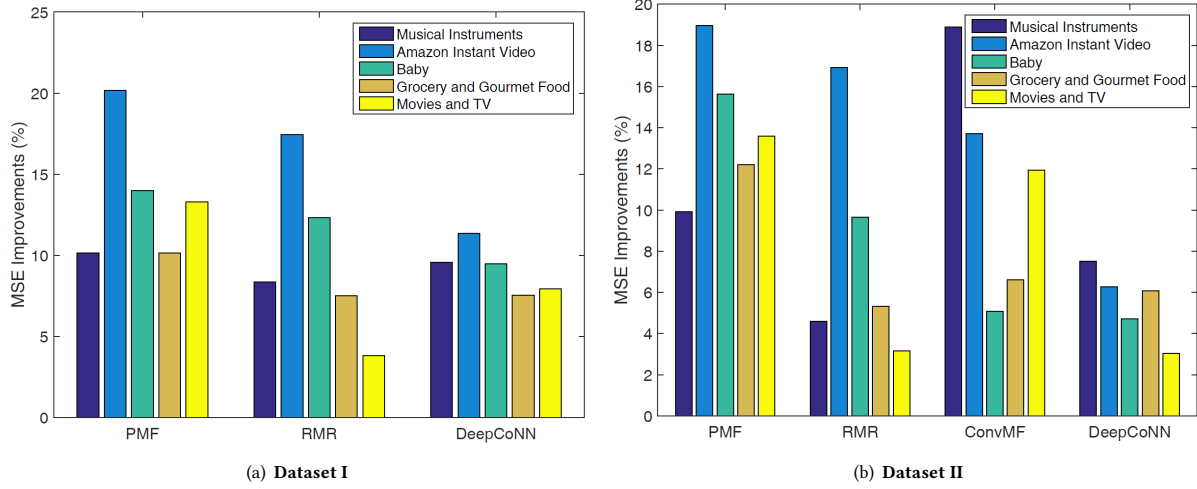 25
20
15
10
5
0
MSE Improvements (%)
Musical Instruments
Amazon Instant Video
Baby
Grocery and Gourmet Food
Movies and TV
PMF
RMR
DeepCoNN
(a) Dataset I
20
18
16
14
12
10
8
6
4
2
0
MSE Improvements (%)
Musical Instruments
Amazon Instant Video
Baby
Grocery and Gourmet Food
Movies and TV
PMF
RMR
ConvMF
DeepCoNN
(b) Dataset II